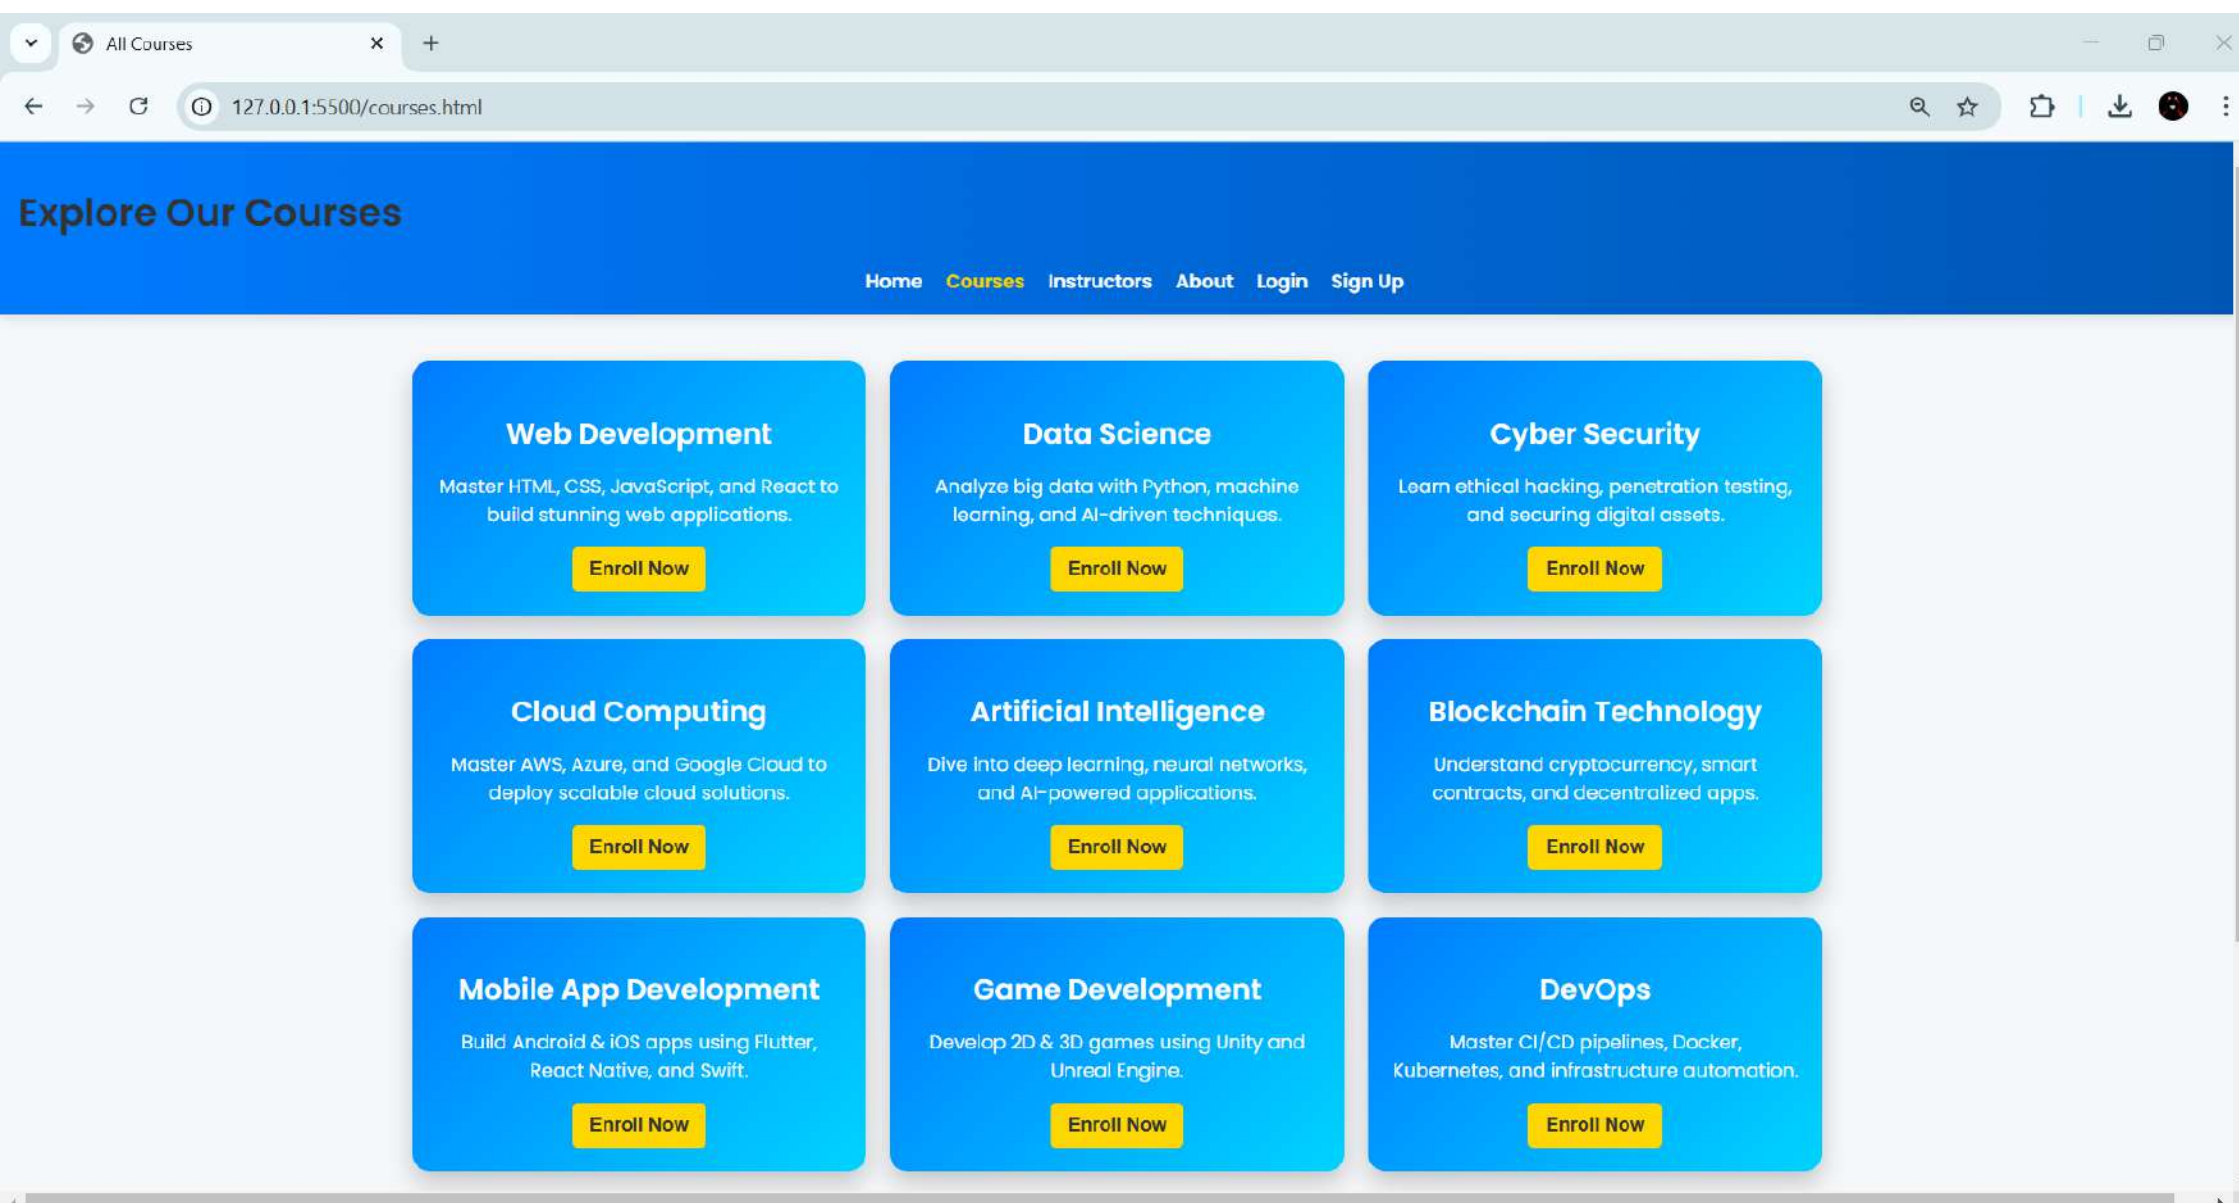 All Courses
127.0.0.1:5500/courses.html
Explore Our Courses
Home Courses Instructors About Login Sign Up
Web Development
Master HTML, CSS, JavaScript, and React to
build stunning web applications.
Enroll Now
Data Science
Analyze big data with Python, machine
learning, and AI-driven techniques.
Enroll Now
Cyber Security
Learn ethical hacking, penetration testing,
and securing digital assets.
Enroll Now
Cloud Computing
Master AWS, Azure, and Google Cloud to
deploy scalable cloud solutions.
Enroll Now
Artificial Intelligence
Dive into deep learning, neural networks,
and AI-powered applications.
Enroll Now
Blockchain Technology
Understand cryptocurrency, smart
contracts, and decentralized apps.
Enroll Now
Mobile App Development
Build Android & iOS apps using Flutter,
React Native, and Swift.
Enroll Now
Game Development
Develop 2D & 3D games using Unity and
Unreal Engine.
Enroll Now
DevOps
Master CI/CD pipelines, Docker,
Kubernetes, and infrastructure automation.
Enroll Now